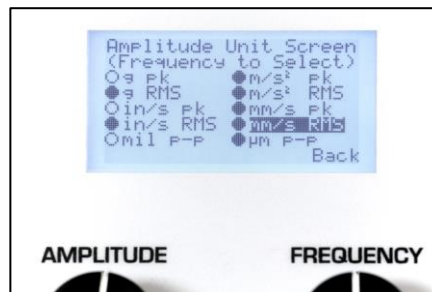 Amplitude Unit Screen
(Frequency to Select)
g pk m/s² pk
g RMS m/s² RMS
in/s pk mm/s pk
in/s RMS mm/s RMS
mil p-p µm p-p
Back
AMPLITUDE FREQUENCY